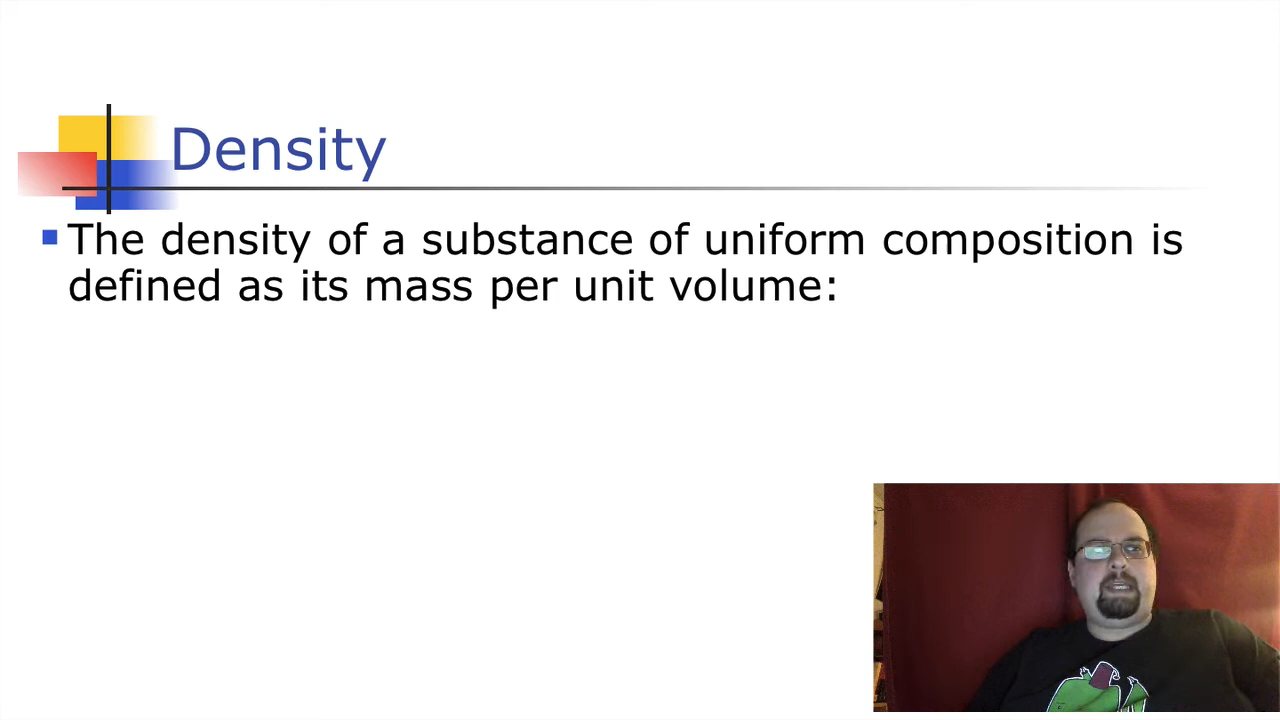 Density
The density of a substance of uniform composition is
defined as its mass per unit volume: